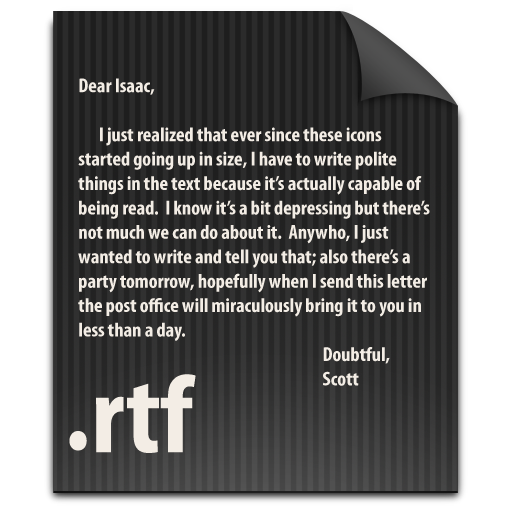 Dear Isaac,
I just realized that ever since these icons
started going up in size, I have to write polite
things in the text because it's actually capable of
being read.  I know it's a bit depressing but there's
not much we can do about it.  Anywho, I just
wanted to write and tell you that; also there's a
party tomorrow, hopefully when I send this letter
the post office will miraculously bring it to you in
less than a day.
Doubtful,
Scott
.rtf